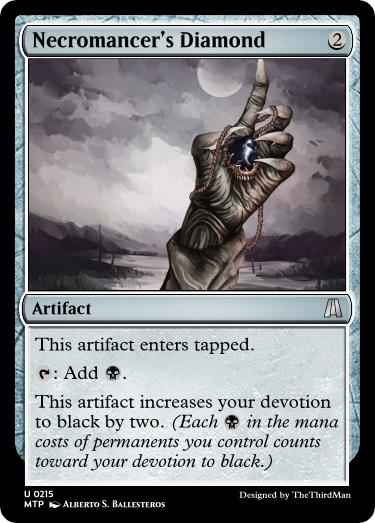 Necromancer's Diamond 2
Artifact
This artifact enters tapped.
: Add .
This artifact increases your devotion
to black by two. (Each in the mana
costs of permanents you control counts
toward your devotion to black.)
U 0215
MTP Alberto S. Ballesteros
Designed by TheThirdMan